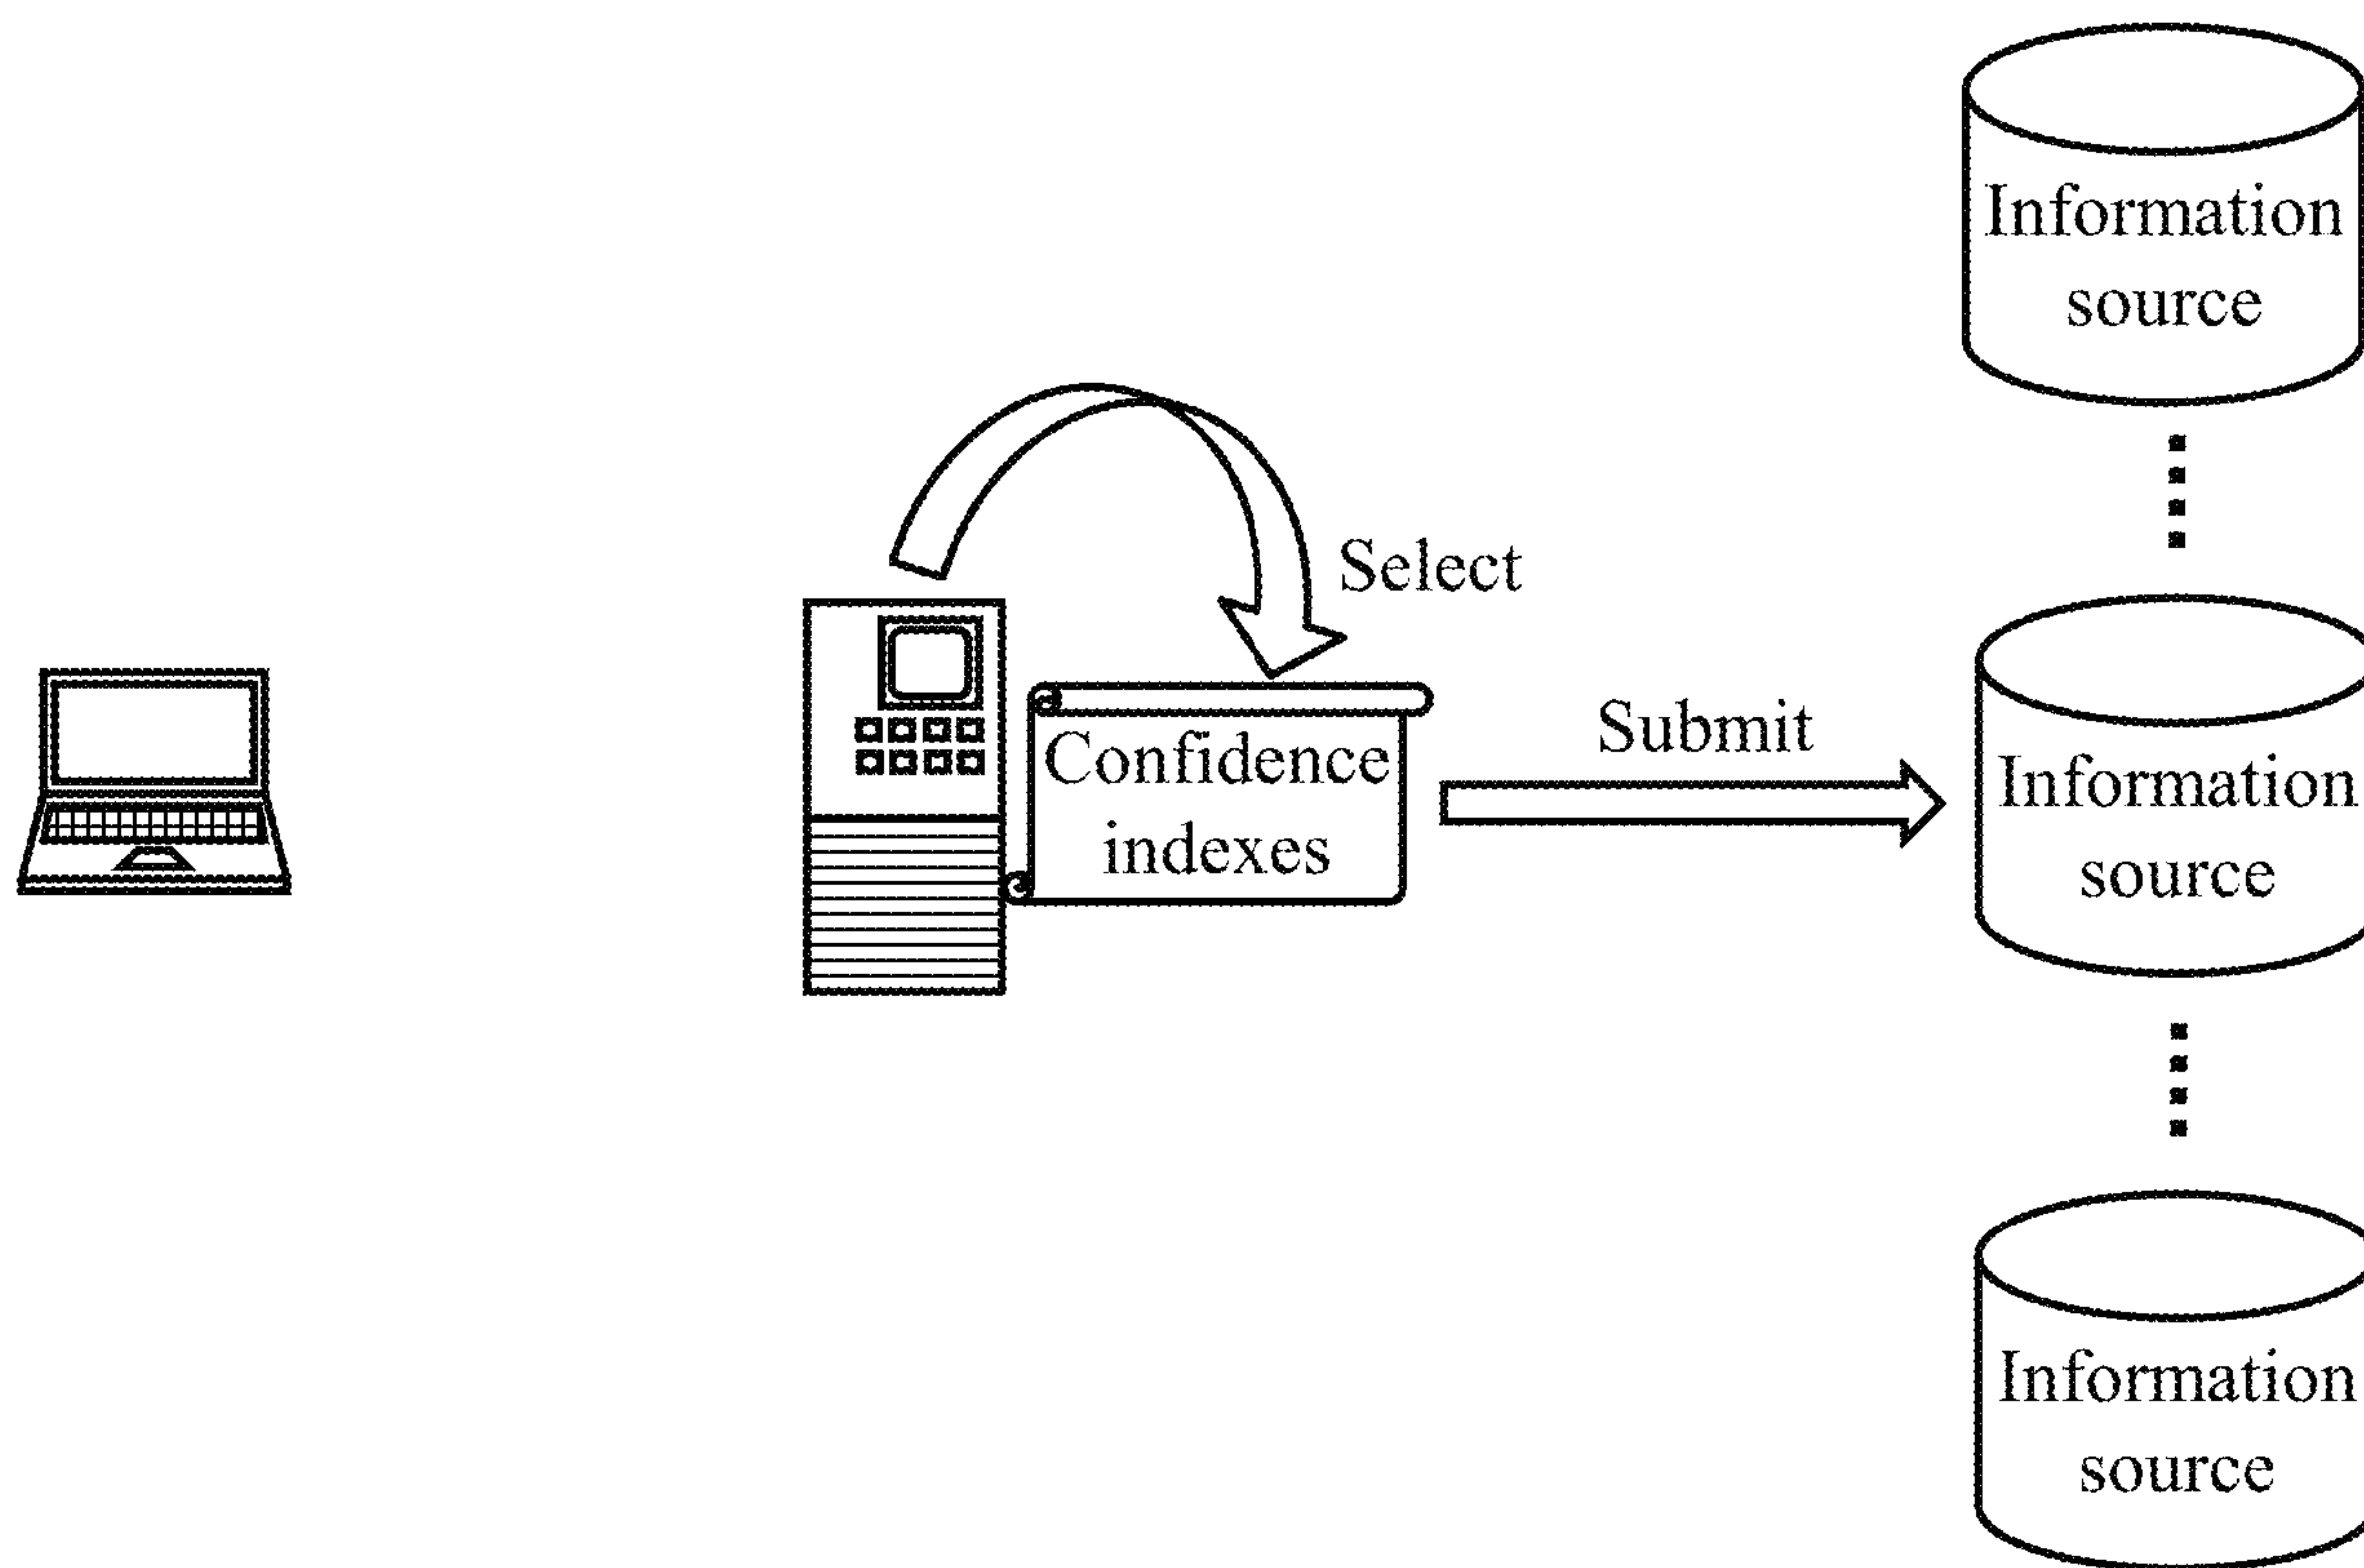 Information
source
Select
Submit
Confidence
indexes
Information
source
Information
source